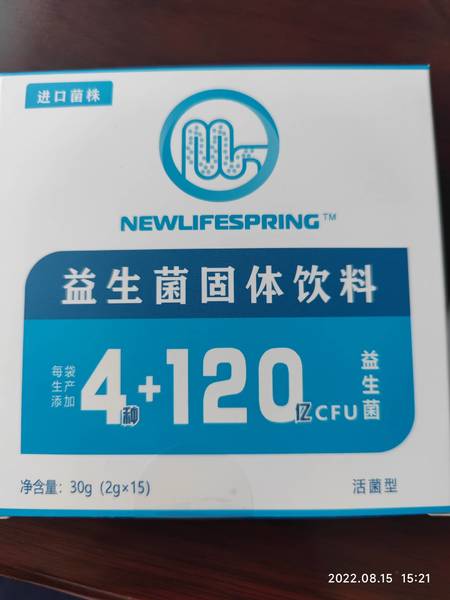 进口菌株
NEWLIFESPRING™
益生菌固体饮料
每袋
生产
添加
4种+120亿CFU
益生菌
净含量: 30g (2g×15)
活菌型
2022.08.15 15:21